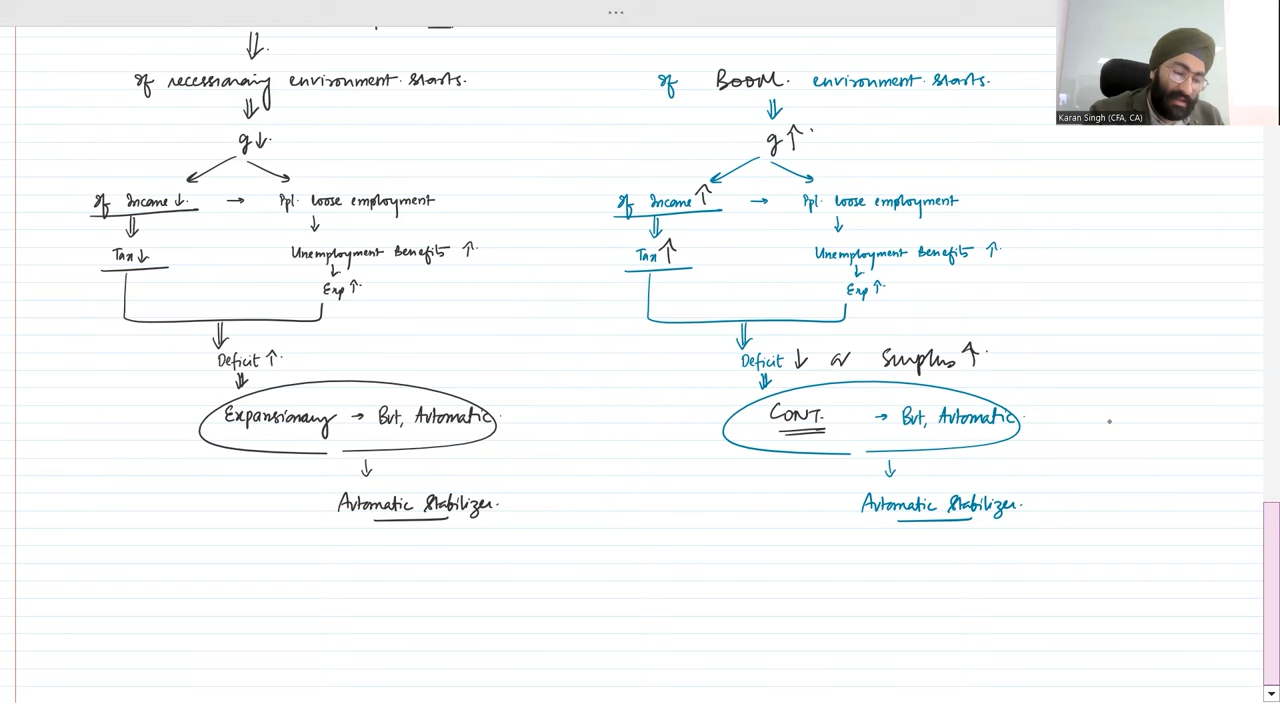 If recessionary environment starts.
g↓.
If Income ↓. → Ppl. loose employment
Tax ↓
Unemployment Benefits ↑.
Exp ↑.
Deficit ↑.
Expansionary → But, Automatic.
Automatic Stabilizer.
If BOOM. environment starts.
g↑.
If Income ↑ → Ppl. loose employment
Tax ↑
Unemployment Benefits ↑.
Exp ↑.
Deficit ↓ or Surplus ↑.
CONT. → But, Automatic.
Automatic Stabilizer.
Karan Singh (CFA, CA)